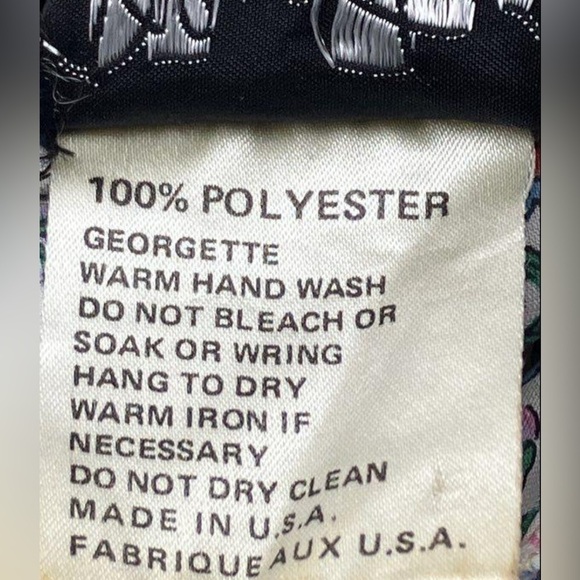 100% POLYESTER
GEORGETTE
WARM HAND WASH
DO NOT BLEACH OR
SOAK OR WRING
HANG TO DRY
WARM IRON IF
NECESSARY
DO NOT DRY CLEAN
MADE IN U.S.A.
FABRIQUE AUX U.S.A.